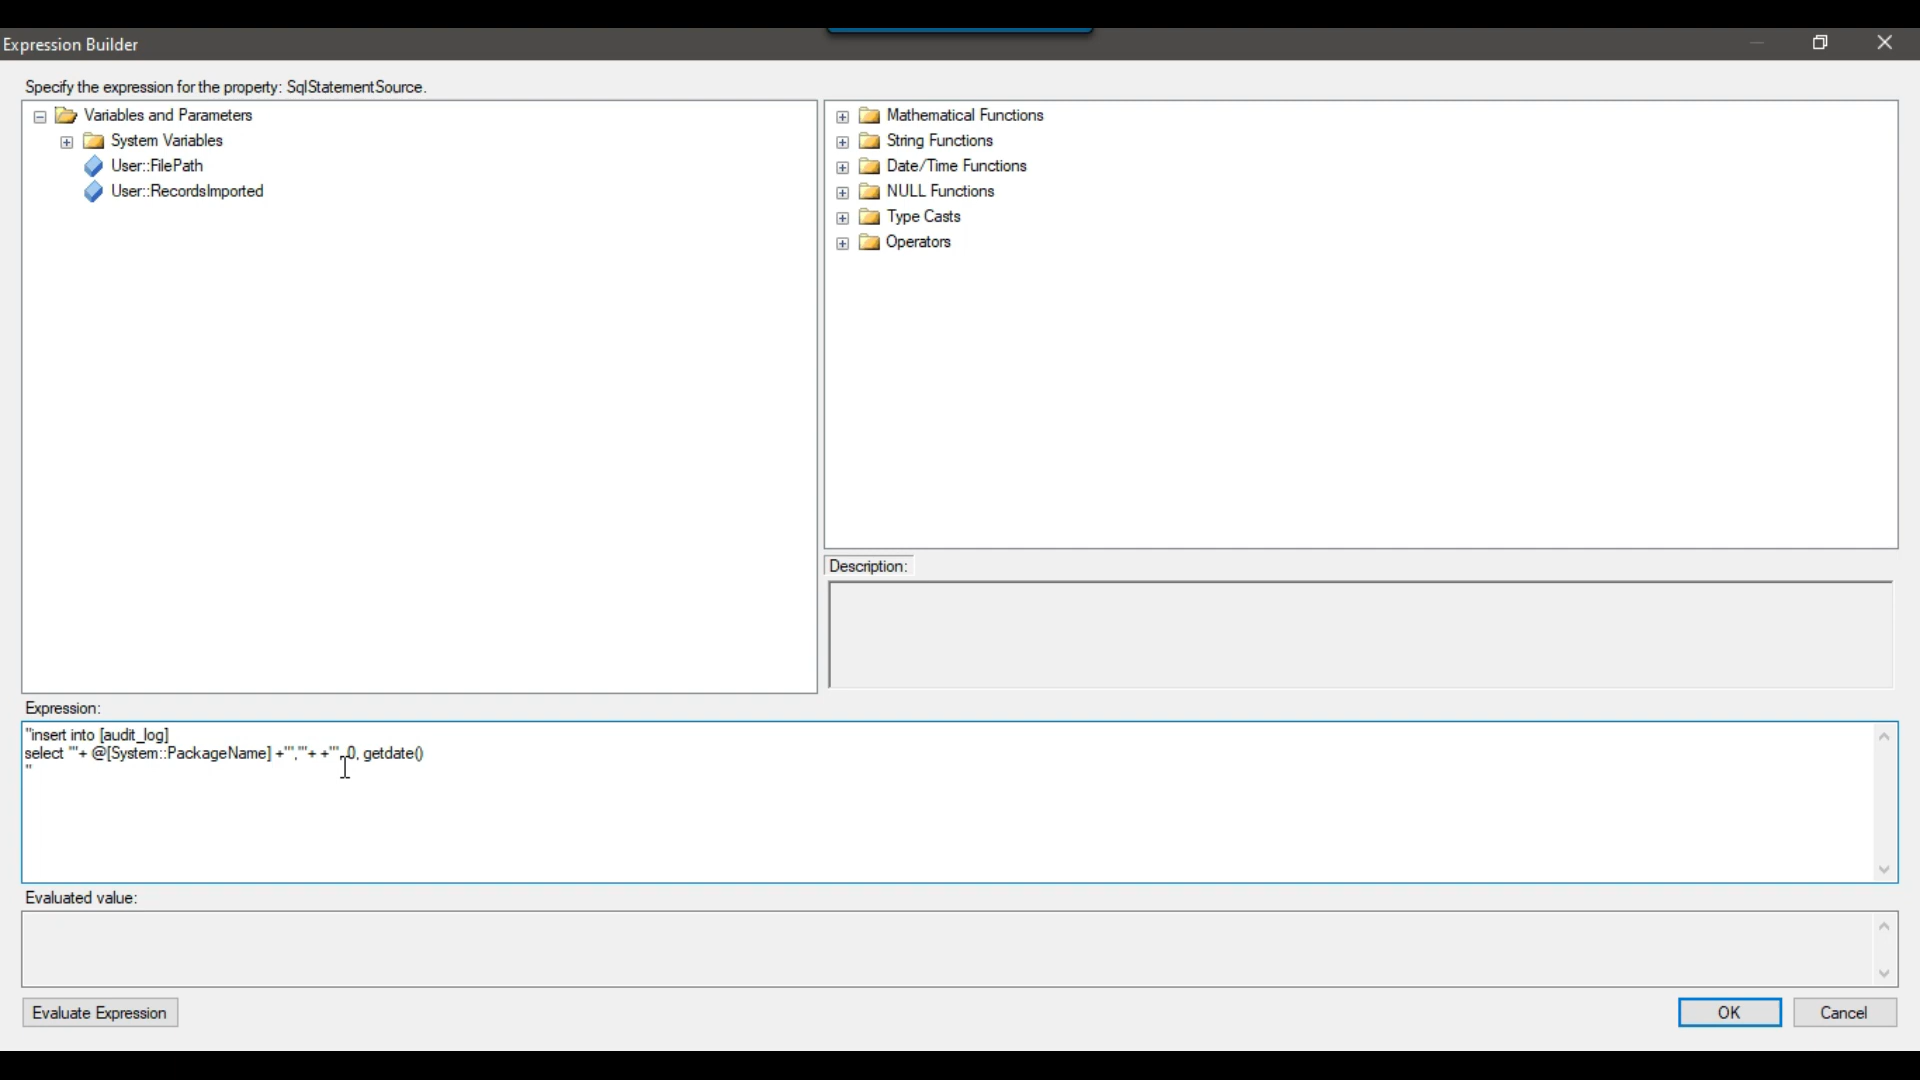 Expression Builder
Specify the expression for the property: SqlStatementSource.
Variables and Parameters
System Variables
User::FilePath
User::RecordsImported
Mathematical Functions
String Functions
Date/Time Functions
NULL Functions
Type Casts
Operators
Description:
Expression:
"insert into [audit_log]
select '"+ @[System::PackageName] +"','"+ +"', 0, getdate()
"
Evaluated value:
Evaluate Expression
OK
Cancel